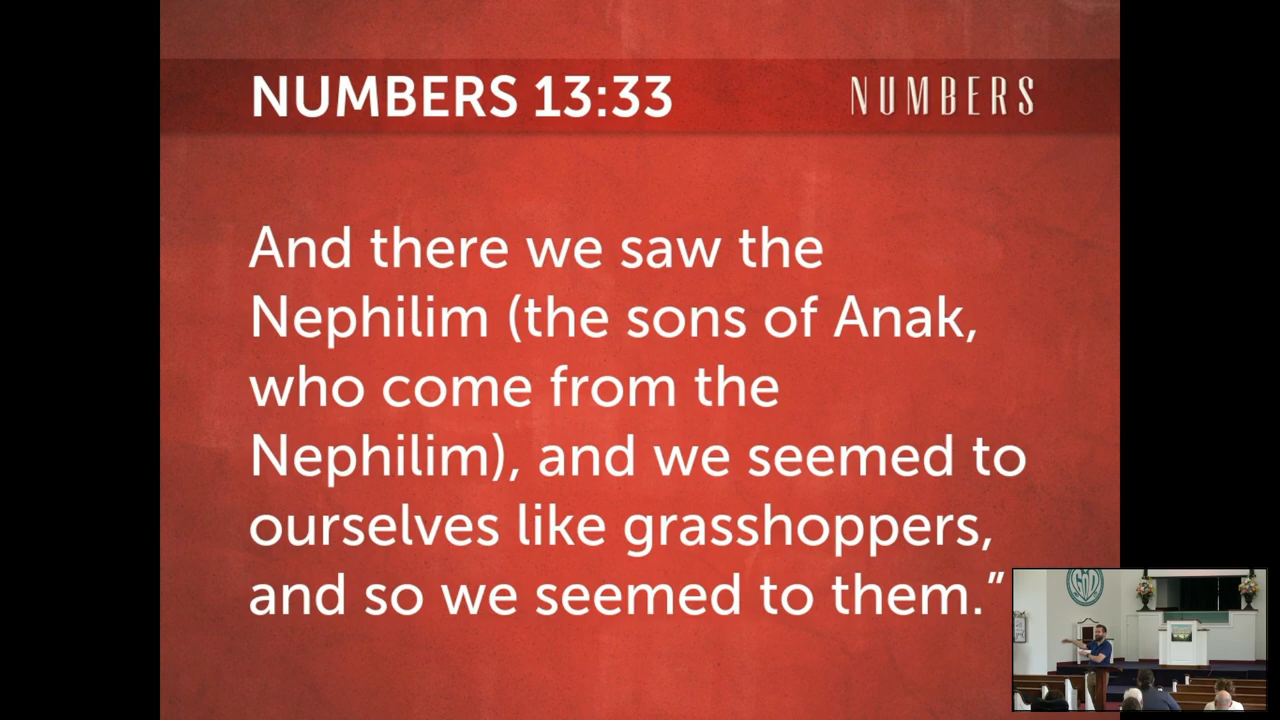 NUMBERS 13:33
NUMBERS
And there we saw the
Nephilim (the sons of Anak,
who come from the
Nephilim), and we seemed to
ourselves like grasshoppers,
and so we seemed to them.”